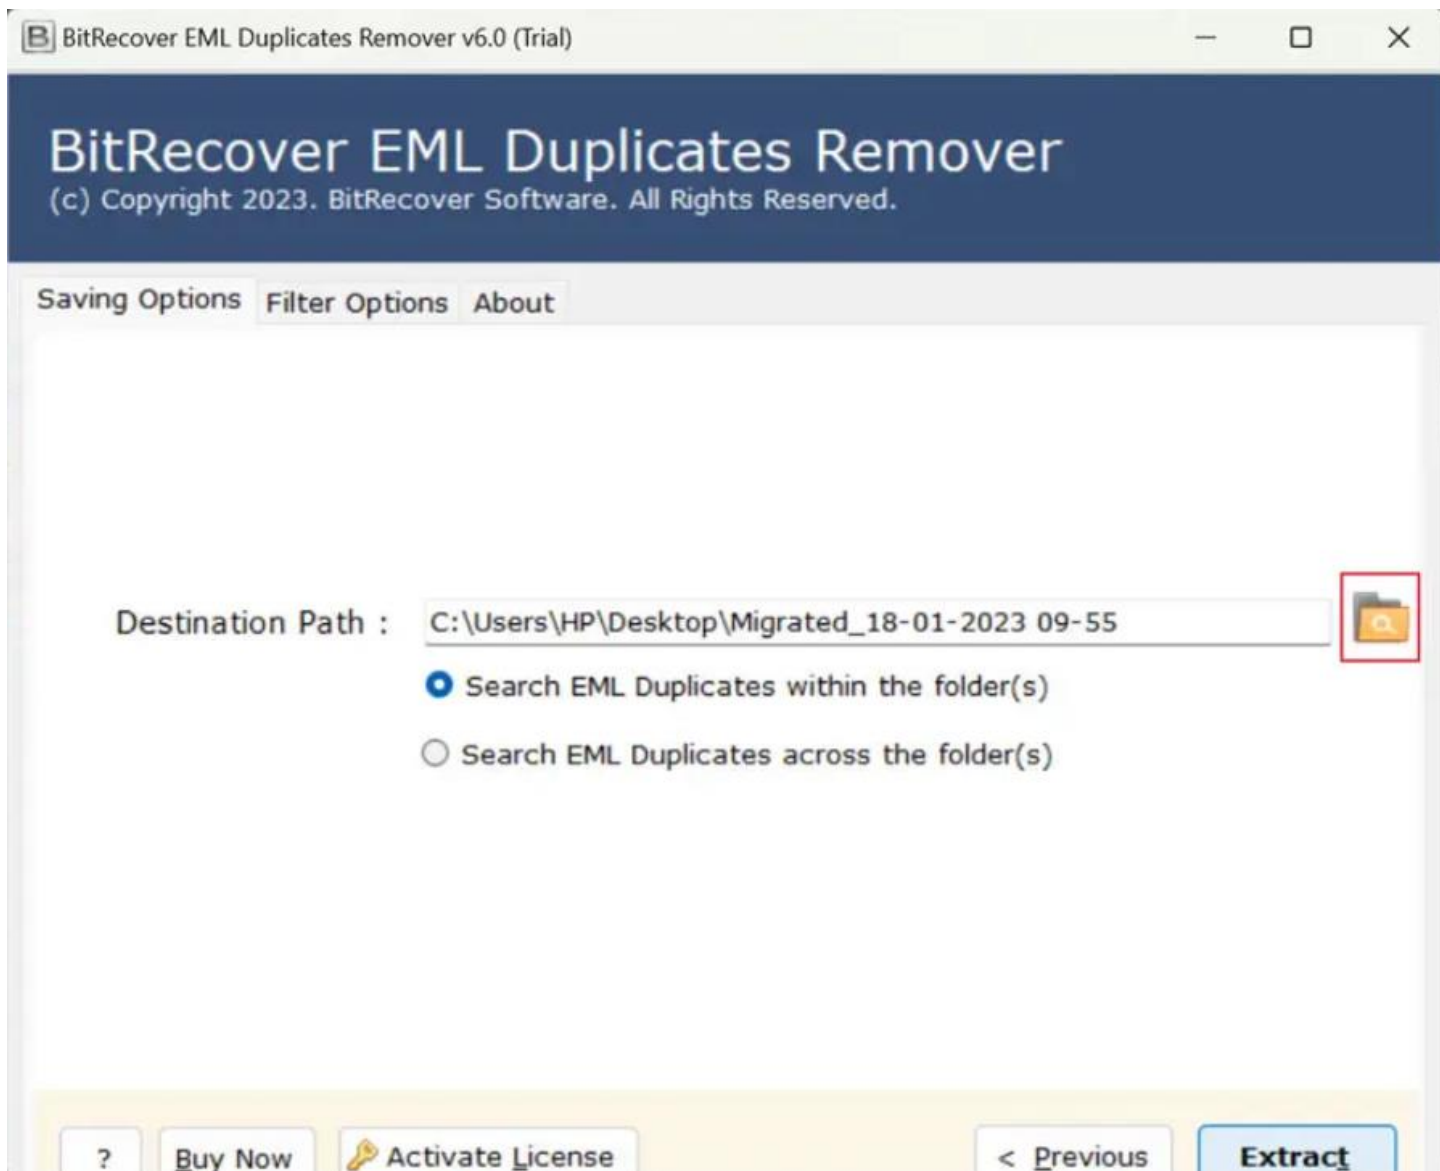 BitRecover EML Duplicates Remover v6.0 (Trial)
BitRecover EML Duplicates Remover
(c) Copyright 2023. BitRecover Software. All Rights Reserved.
Saving Options Filter Options About
Destination Path : C:\Users\HP\Desktop\Migrated_18-01-2023 09-55
Search EML Duplicates within the folder(s)
Search EML Duplicates across the folder(s)
? Buy Now Activate License < Previous Extract